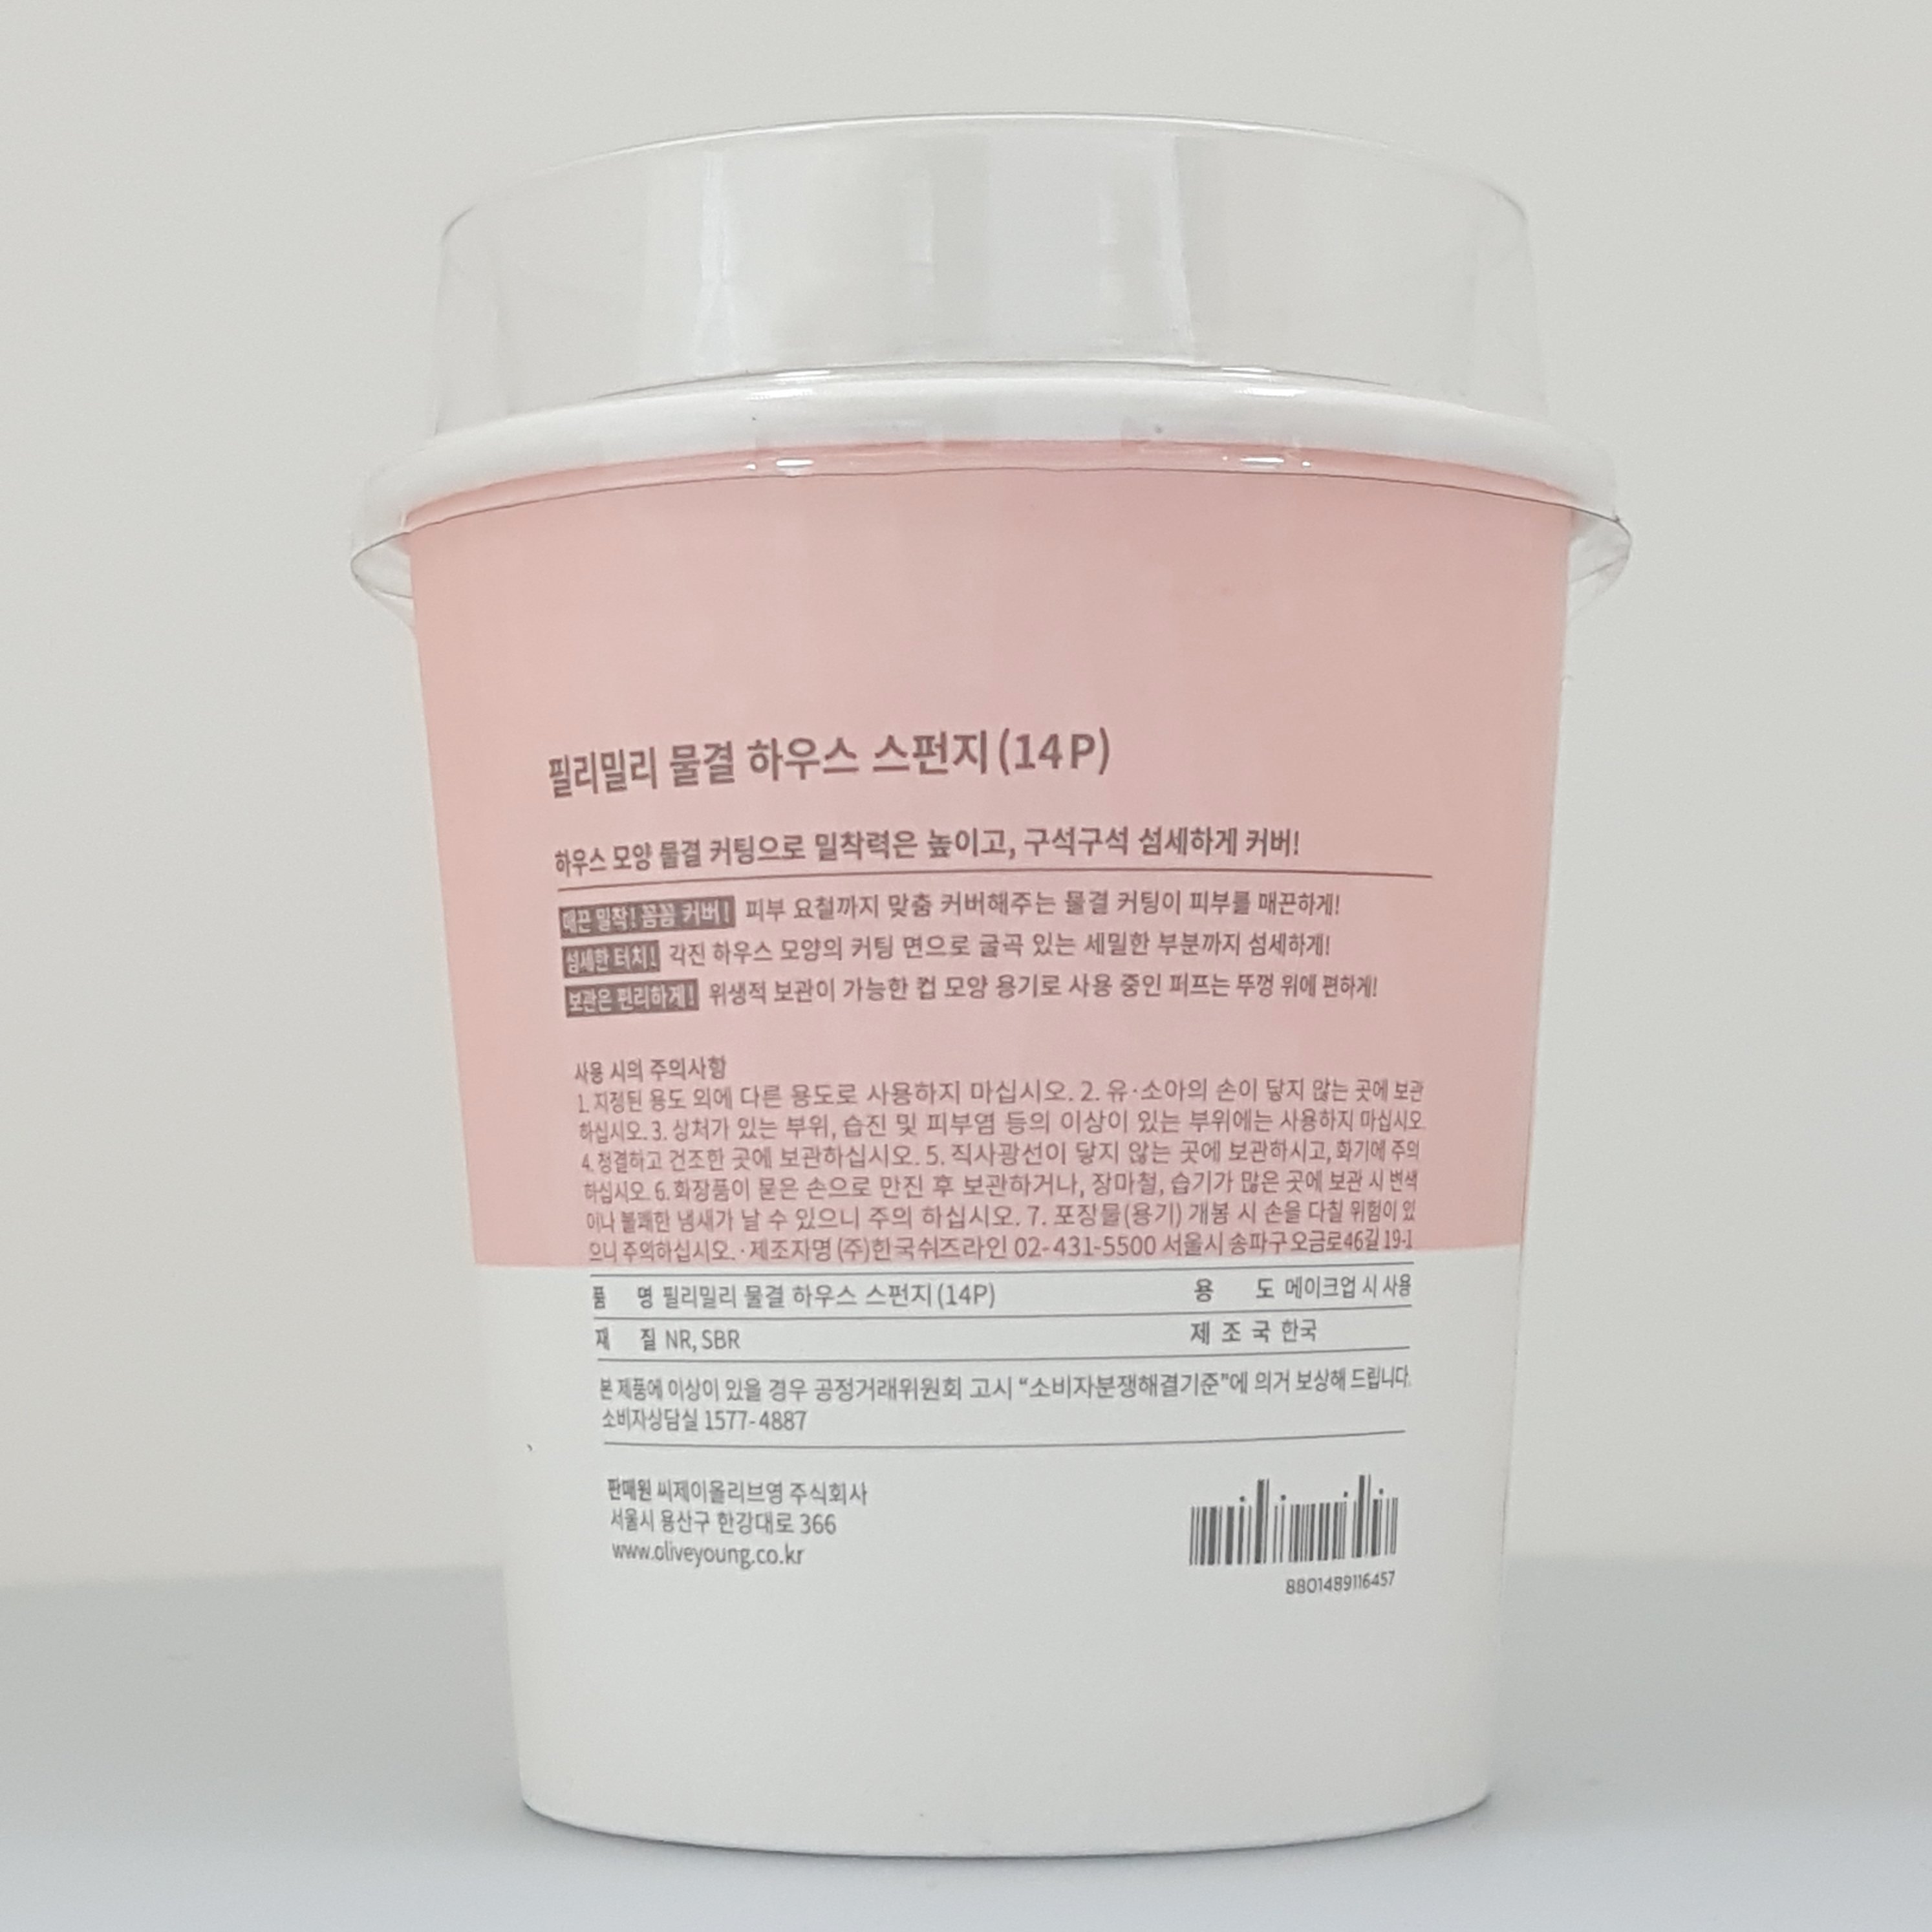 필리밀리 물결 하우스 스펀지(14P)
하우스 모양 물결 커팅으로 밀착력은 높이고, 구석구석 섬세하게 커버!
매끈 밀착! 꼼꼼 커버! 피부 요철까지 맞춤 커버해주는 물결 커팅이 피부를 매끈하게!
섬세한 터치! 각진 하우스 모양의 커팅 면으로 굴곡 있는 세밀한 부분까지 섬세하게!
보관은 편리하게! 위생적 보관이 가능한 컵 모양 용기로 사용 중인 퍼프는 뚜껑 위에 편하게!
사용 시의 주의사항
1. 지정된 용도 외에 다른 용도로 사용하지 마십시오. 2. 유·소아의 손이 닿지 않는 곳에 보관
하십시오. 3. 상처가 있는 부위, 습진 및 피부염 등의 이상이 있는 부위에는 사용하지 마십시오.
4. 청결하고 건조한 곳에 보관하십시오. 5. 직사광선이 닿지 않는 곳에 보관하시고, 화기에 주의
하십시오. 6. 화장품이 묻은 손으로 만진 후 보관하거나, 장마철, 습기가 많은 곳에 보관 시 변색
이나 불쾌한 냄새가 날 수 있으니 주의 하십시오. 7. 포장물(용기) 개봉 시 손을 다칠 위험이 있
으니 주의하십시오. ·제조자명 (주)한국쉬즈라인 02-431-5500 서울시 송파구 오금로46길 19-1
품 명 필리밀리 물결 하우스 스펀지(14P) 용 도 메이크업 시 사용
재 질 NR, SBR 제 조 국 한국
본 제품에 이상이 있을 경우 공정거래위원회 고시 “소비자분쟁해결기준”에 의거 보상해 드립니다.
소비자상담실 1577-4887
판매원 씨제이올리브영 주식회사
서울시 용산구 한강대로 366
www.oliveyoung.co.kr
8801489116457